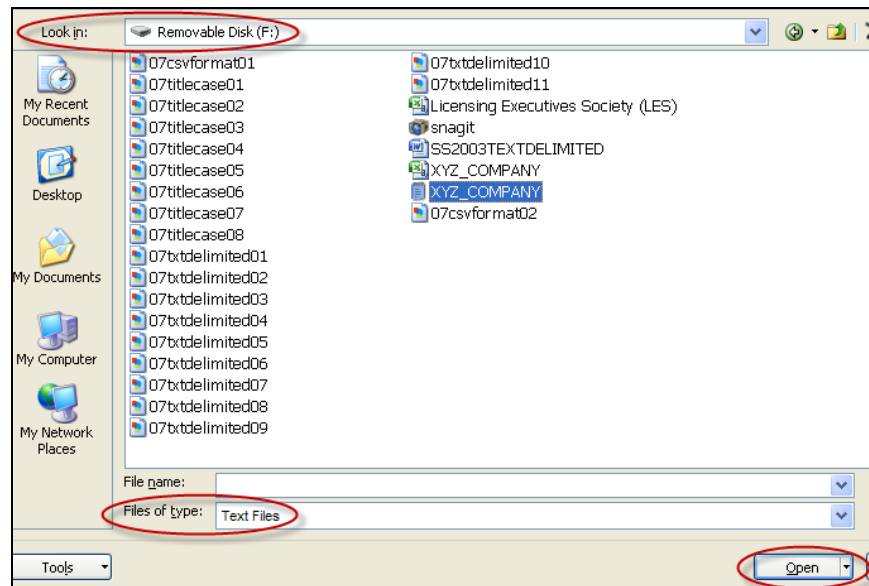 Look in: Removable Disk (F:)
My Recent
Documents
Desktop
My Documents
My Computer
My Network
Places
07csvformat01
07titlecase01
07titlecase02
07titlecase03
07titlecase04
07titlecase05
07titlecase06
07titlecase07
07titlecase08
07txtdelimited01
07txtdelimited02
07txtdelimited03
07txtdelimited04
07txtdelimited05
07txtdelimited06
07txtdelimited07
07txtdelimited08
07txtdelimited09
07txtdelimited10
07txtdelimited11
Licensing Executives Society (LES)
snagit
SS2003TEXTDELIMITED
XYZ_COMPANY
XYZ_COMPANY
07csvformat02
File name:
Files of type: Text Files
Tools
Open